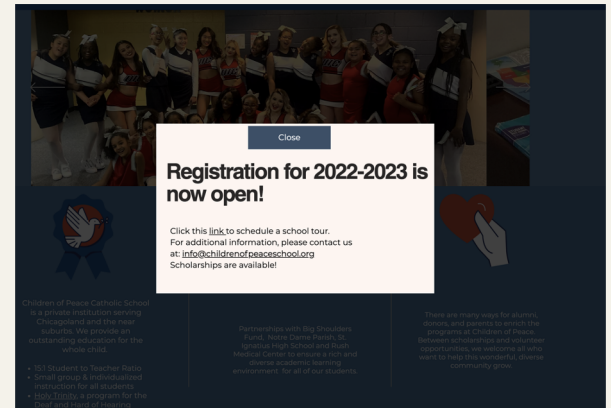 Close
Registration for 2022-2023 is
now open!
Click this link to schedule a school tour.
For additional information, please contact us
at: info@childrenofpeaceschool.org
Scholarships are available!
Children of Peace Catholic School
is a private institution serving
Chicagoland and the near
suburbs. We provide an
outstanding education for the
whole child.
• 15:1 Student to Teacher Ratio
• Small group & individualized
instruction for all students
• Holy Trinity, a program for the
Deaf and Hard of Hearing
Partnerships with Big Shoulders
Fund, Notre Dame Parish, St.
Ignatius High School and Rush
Medical Center to ensure a rich and
diverse academic learning
environment for all of our students.
There are many ways for alumni,
donors, and parents to enrich the
programs at Children of Peace.
Between scholarships and volunteer
opportunities, we welcome all who
want to help this wonderful, diverse
community grow.